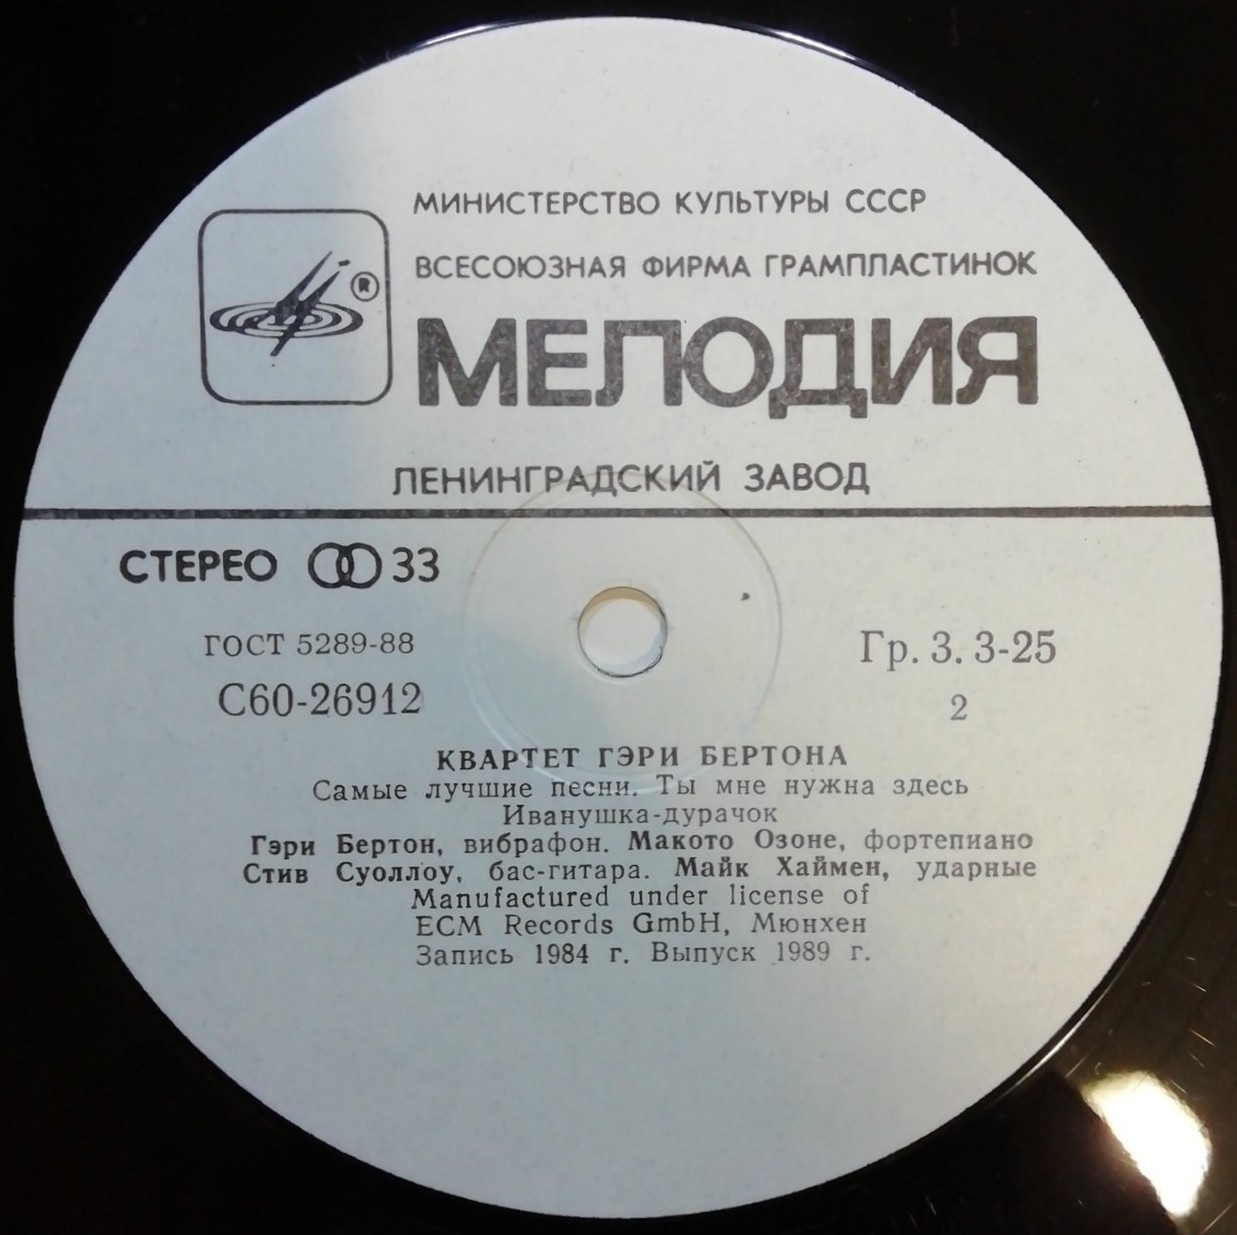 МИНИСТЕРСТВО КУЛЬТУРЫ СССР
ВСЕСОЮЗНАЯ ФИРМА ГРАМПЛАСТИНОК
®
МЕЛОДИЯ
ЛЕНИНГРАДСКИЙ ЗАВОД
СТЕРЕО 33
ГОСТ 5289-88
Гр. 3. 3-25
С60-26912
2
КВАРТЕТ ГЭРИ БЕРТОНА
Самые лучшие песни. Ты мне нужна здесь
Иванушка-дурачок
Гэри Бертон, вибрафон. Макото Озоне, фортепиано
Стив Суоллоу, бас-гитара. Майк Хаймен, ударные
Manufactured under license of
ECM Records GmbH, Мюнхен
Запись 1984 г. Выпуск 1989 г.